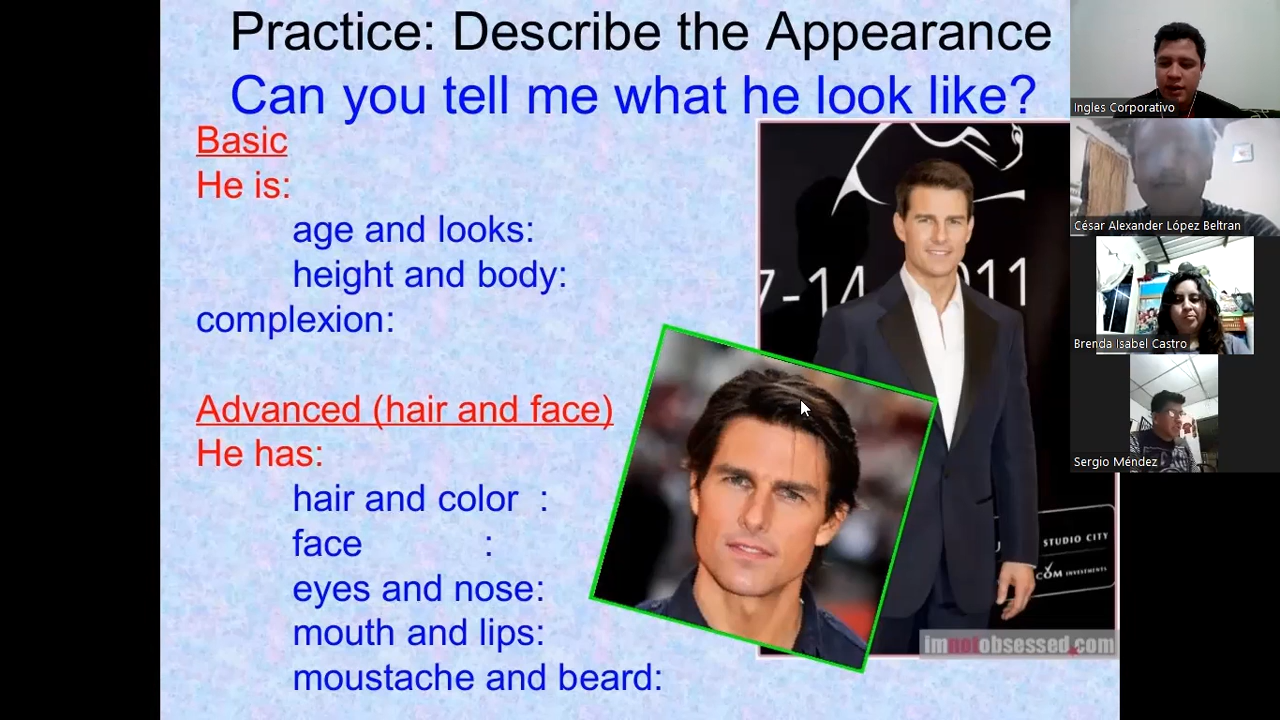 Practice: Describe the Appearance
Can you tell me what he look like?
Basic
He is:
age and looks:
height and body:
complexion:
Advanced (hair and face)
He has:
hair and color :
face :
eyes and nose:
mouth and lips:
moustache and beard:
7-14 2011
STUDIO CITY
COM INVESTMENTS
imnotobsessed.com
Ingles Corporativo
César Alexander López Beltran
Brenda Isabel Castro
Sergio Méndez